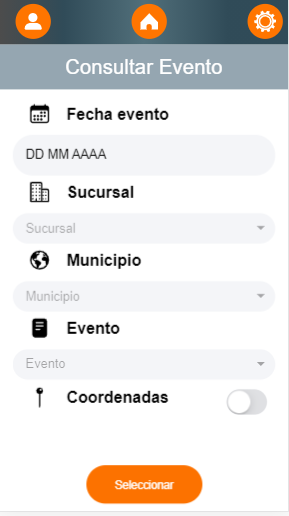 Consultar Evento
Fecha evento
DD MM AAAA
Sucursal
Sucursal
Municipio
Municipio
Evento
Evento
Coordenadas
Seleccionar